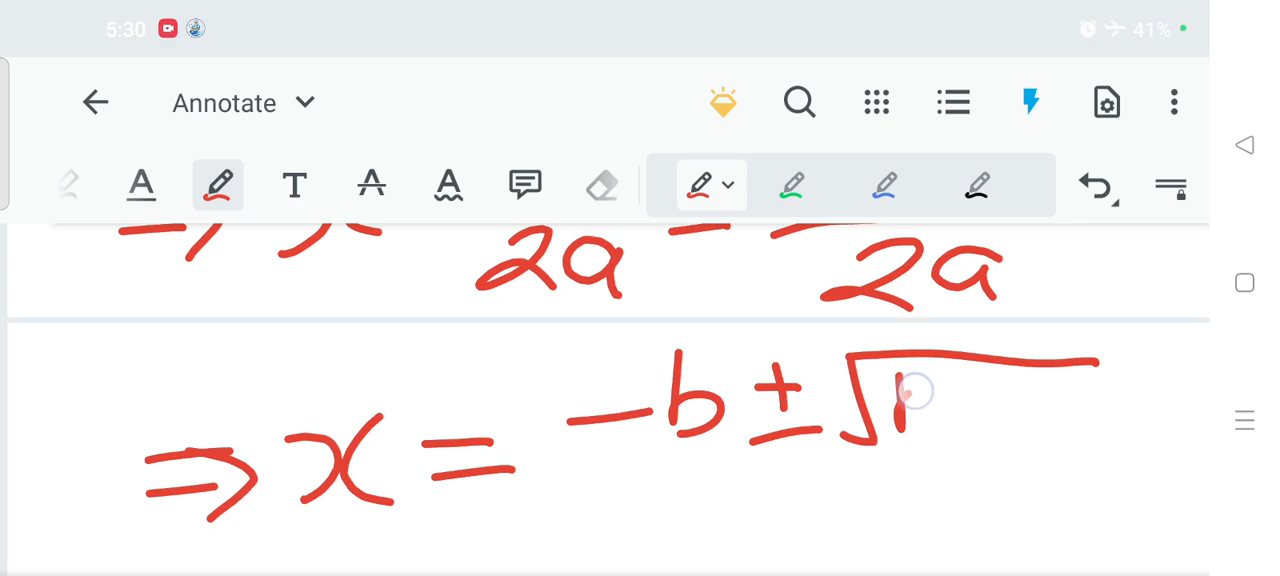 5:30 41%
Annotate
A T A A
2a = 2a
⇒ x = -b ± √